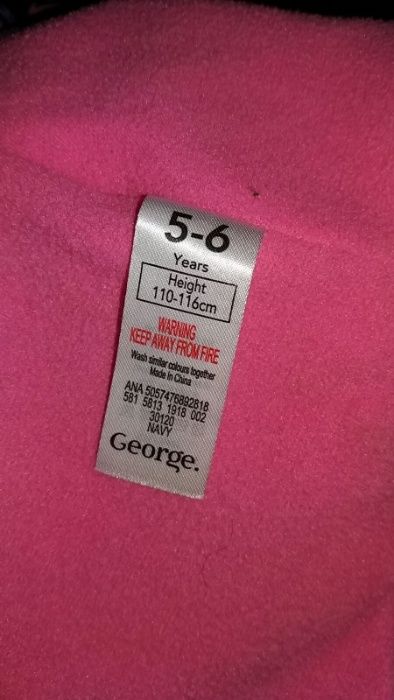 5-6
Years
Height
110-116cm
WARNING
KEEP AWAY FROM FIRE
Wash similar colours together
Made in China
ANA 5057476892818
581 5813 1918 002
30120
NAVY
George.